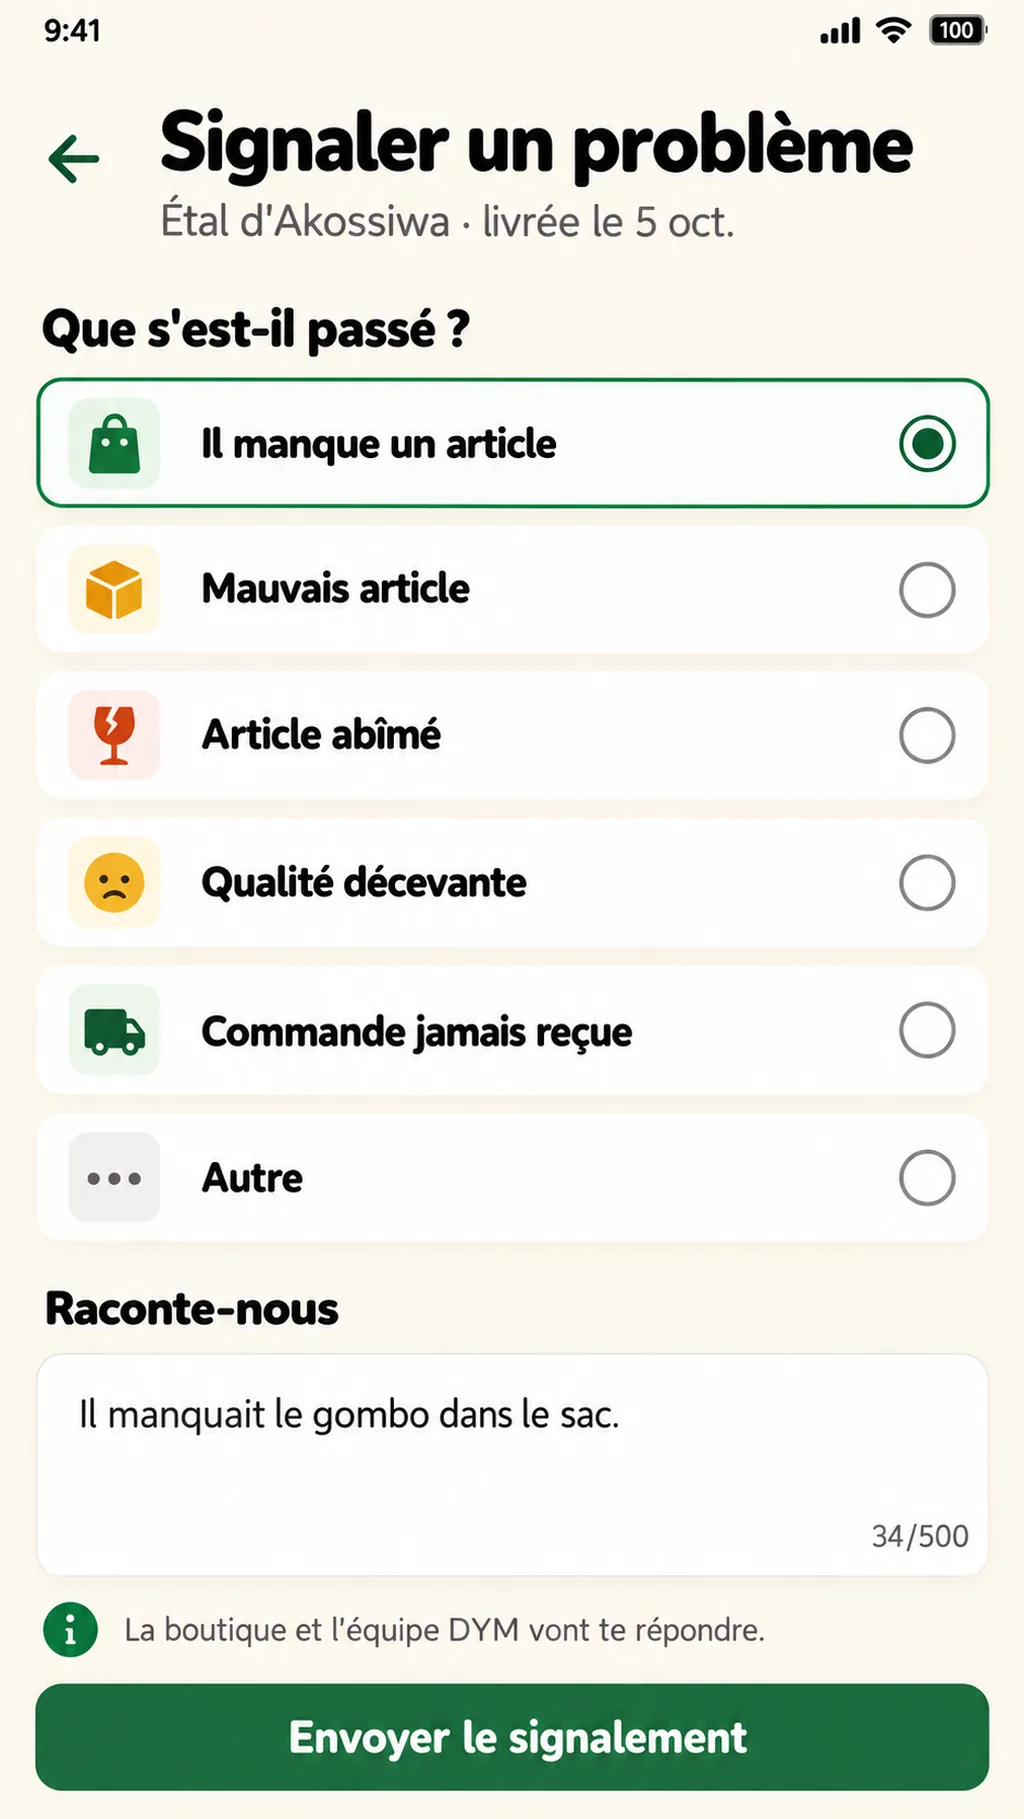 9:41
100
Signaler un problème
Étal d'Akossiwa · livrée le 5 oct.
Que s'est-il passé ?
Il manque un article
Mauvais article
Article abîmé
Qualité décevante
Commande jamais reçue
Autre
Raconte-nous
Il manquait le gombo dans le sac.
34/500
La boutique et l'équipe DYM vont te répondre.
Envoyer le signalement